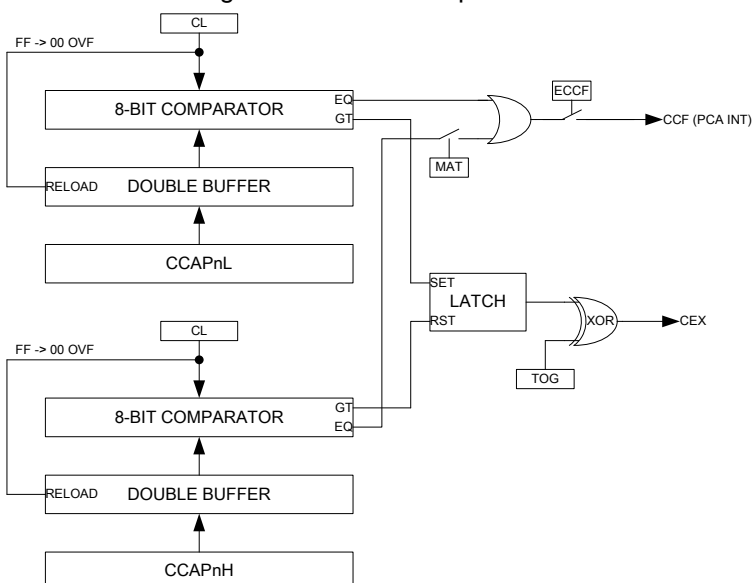 CL
FF -> 00 OVF
8-BIT COMPARATOR
EQ
GT
ECCF
CCF (PCA INT)
MAT
RELOAD
DOUBLE BUFFER
CCAPnL
SET
LATCH
RST
XOR
CEX
TOG
CL
FF -> 00 OVF
8-BIT COMPARATOR
GT
EQ
RELOAD
DOUBLE BUFFER
CCAPnH